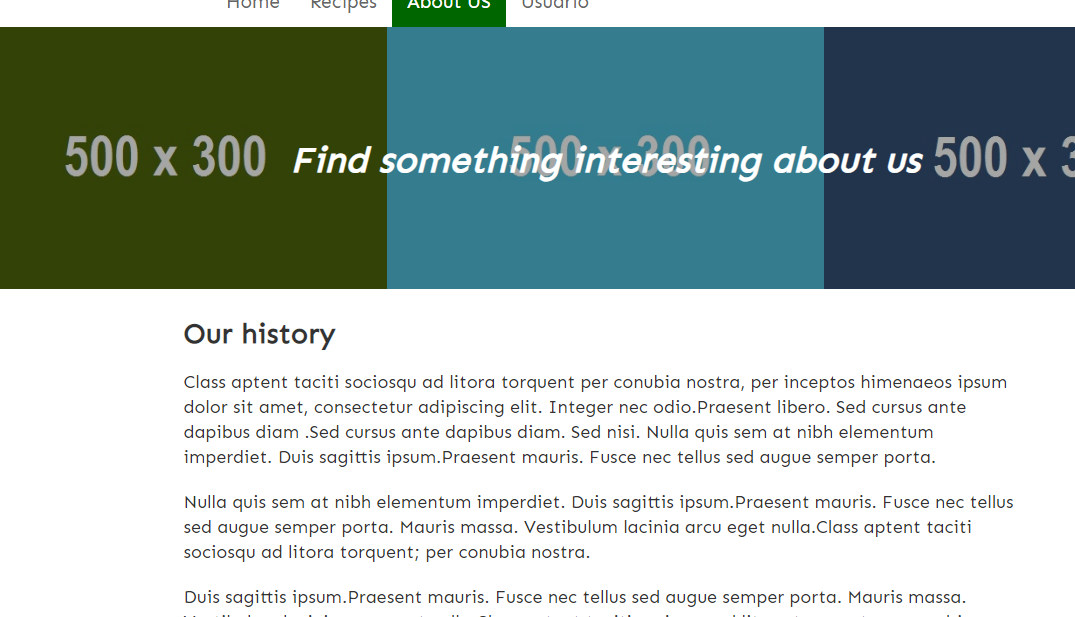 Home Recipes About US Usuario
500 x 300 500 x 300 500 x 3
Find something interesting about us
Our history
Class aptent taciti sociosqu ad litora torquent per conubia nostra, per inceptos himenaeos ipsum
dolor sit amet, consectetur adipiscing elit. Integer nec odio.Praesent libero. Sed cursus ante
dapibus diam .Sed cursus ante dapibus diam. Sed nisi. Nulla quis sem at nibh elementum
imperdiet. Duis sagittis ipsum.Praesent mauris. Fusce nec tellus sed augue semper porta.
Nulla quis sem at nibh elementum imperdiet. Duis sagittis ipsum.Praesent mauris. Fusce nec tellus
sed augue semper porta. Mauris massa. Vestibulum lacinia arcu eget nulla.Class aptent taciti
sociosqu ad litora torquent; per conubia nostra.
Duis sagittis ipsum.Praesent mauris. Fusce nec tellus sed augue semper porta. Mauris massa.